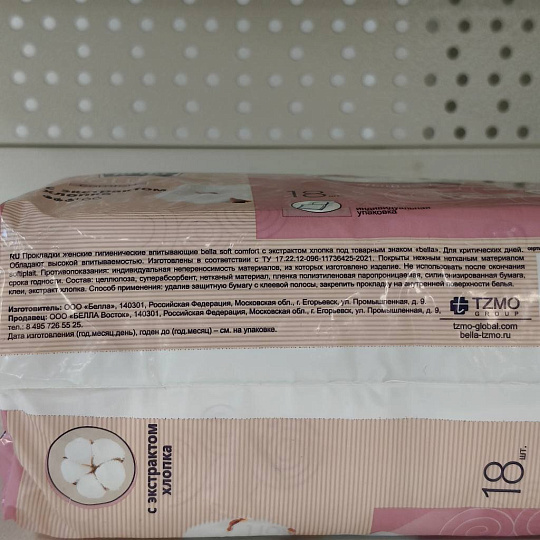 С ЭКСТРАКТОМ
18
индивидуальная
упаковка
RU Прокладки женские гигиенические впитывающие bella soft comfort с экстрактом хлопка под товарным знаком «bella». Для критических дней.
Обладают высокой впитываемостью. Изготовлены в соответствии с ТУ 17.22.12-096-11736425-2021. Покрыты нежным нетканым материалом
softiplait. Противопоказания: индивидуальная непереносимость материалов, из которых изготовлено изделие. Не использовать после окончания
срока годности. Состав: целлюлоза, суперабсорбент, нетканый материал, пленка полиэтиленовая паропроницаемая, силиконизированная бумага,
клеи, экстракт хлопка. Способ применения: удалив защитную бумагу с клеевой полосы, закрепить прокладку на внутренней поверхности белья.
Изготовитель: ООО «Белла», 140301, Российская Федерация, Московская обл., г. Егорьевск, ул. Промышленная, д. 9.
Продавец: ООО «БЕЛЛА Восток», 140301, Российская Федерация, Московская обл., г. Егорьевск, ул. Промышленная, д. 9,
тел.: 8 495 726 55 25.
Дата изготовления (год,месяц,день), годен до (год,месяц) – см. на упаковке.
TZMO
GROUP
tzmo-global.com
bella-tzmo.ru
с экстрактом
хлопка
18 шт.